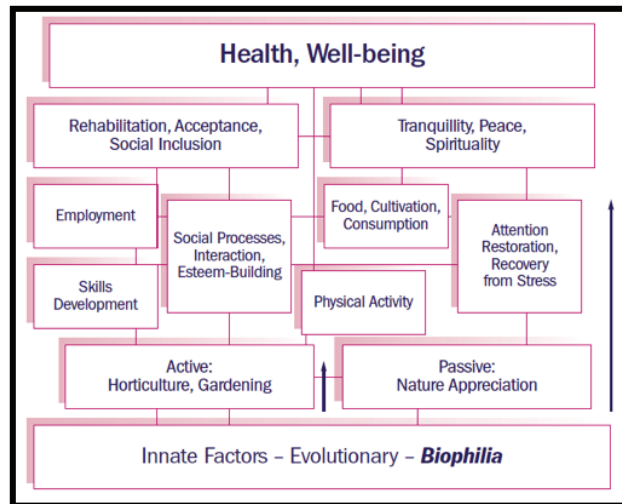 Health, Well-being
Rehabilitation, Acceptance,
Social Inclusion
Tranquillity, Peace,
Spirituality
Employment
Social Processes,
Interaction,
Esteem-Building
Food, Cultivation,
Consumption
Attention
Restoration,
Recovery
from Stress
Skills
Development
Physical Activity
Active:
Horticulture, Gardening
Passive:
Nature Appreciation
Innate Factors – Evolutionary – Biophilia